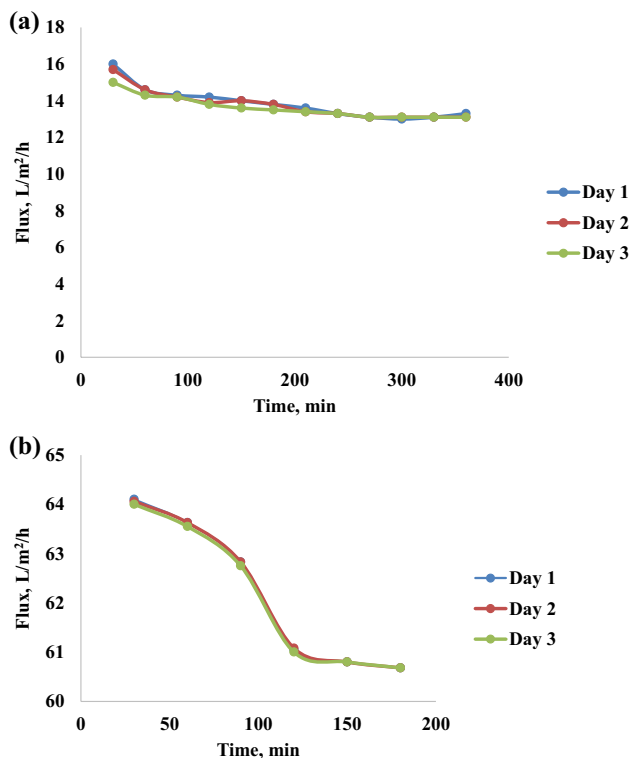 (a)
18
16
14
12
10
8
6
4
2
0
Flux, L/m²/h
0 100 200 300 400
Time, min
Day 1
Day 2
Day 3
(b)
65
64
63
62
61
60
Flux, L/m²/h
0 50 100 150 200
Time, min
Day 1
Day 2
Day 3